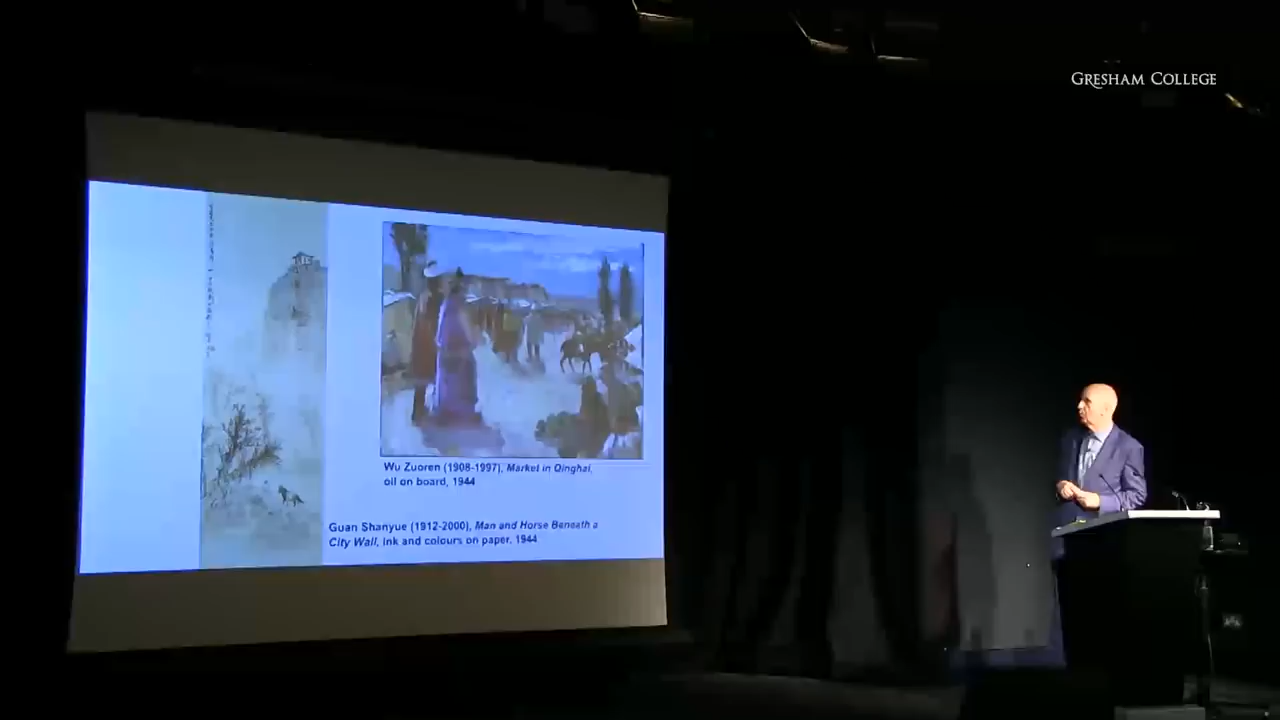 GRESHAM COLLEGE
Wu Zuoren (1908-1997), Market in Qinghai,
oil on board, 1944
Guan Shanyue (1912-2000), Man and Horse Beneath a
City Wall, ink and colours on paper, 1944